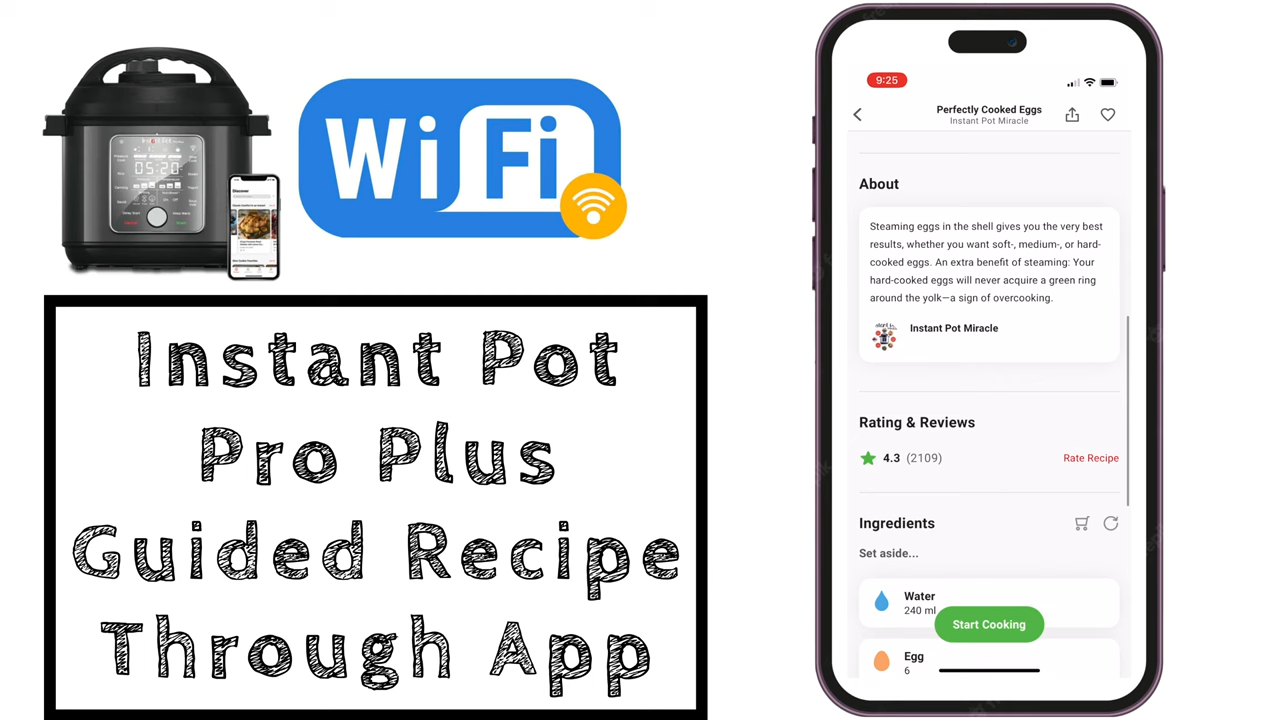 WiFi
05:20
Discover
Instant Pot
Pro Plus
Guided Recipe
Through App
9:25
Perfectly Cooked Eggs
Instant Pot Miracle
About
Steaming eggs in the shell gives you the very best
results, whether you want soft-, medium-, or hard-
cooked eggs. An extra benefit of steaming: Your
hard-cooked eggs will never acquire a green ring
around the yolk—a sign of overcooking.
Instant Pot Miracle
Rating & Reviews
4.3 (2109)
Rate Recipe
Ingredients
Set aside...
Water
240 ml
Start Cooking
Egg
6